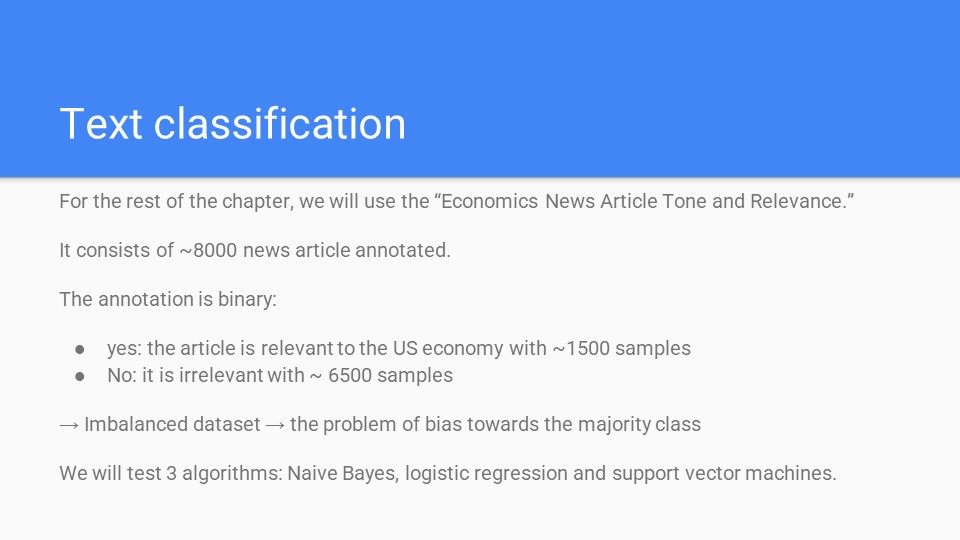 Text classification
For the rest of the chapter, we will use the “Economics News Article Tone and Relevance.”
It consists of ~8000 news article annotated.
The annotation is binary:
● yes: the article is relevant to the US economy with ~1500 samples
● No: it is irrelevant with ~ 6500 samples
→ Imbalanced dataset → the problem of bias towards the majority class
We will test 3 algorithms: Naive Bayes, logistic regression and support vector machines.